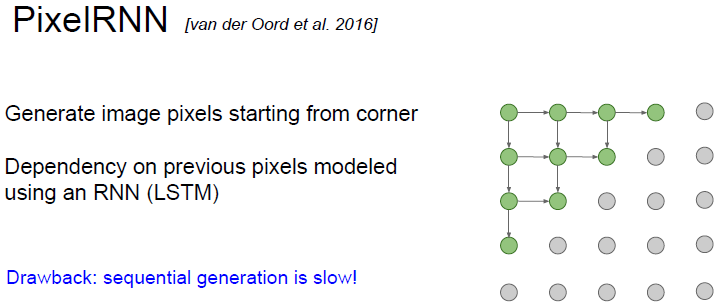 PixelRNN [van der Oord et al. 2016]
Generate image pixels starting from corner
Dependency on previous pixels modeled
using an RNN (LSTM)
Drawback: sequential generation is slow!